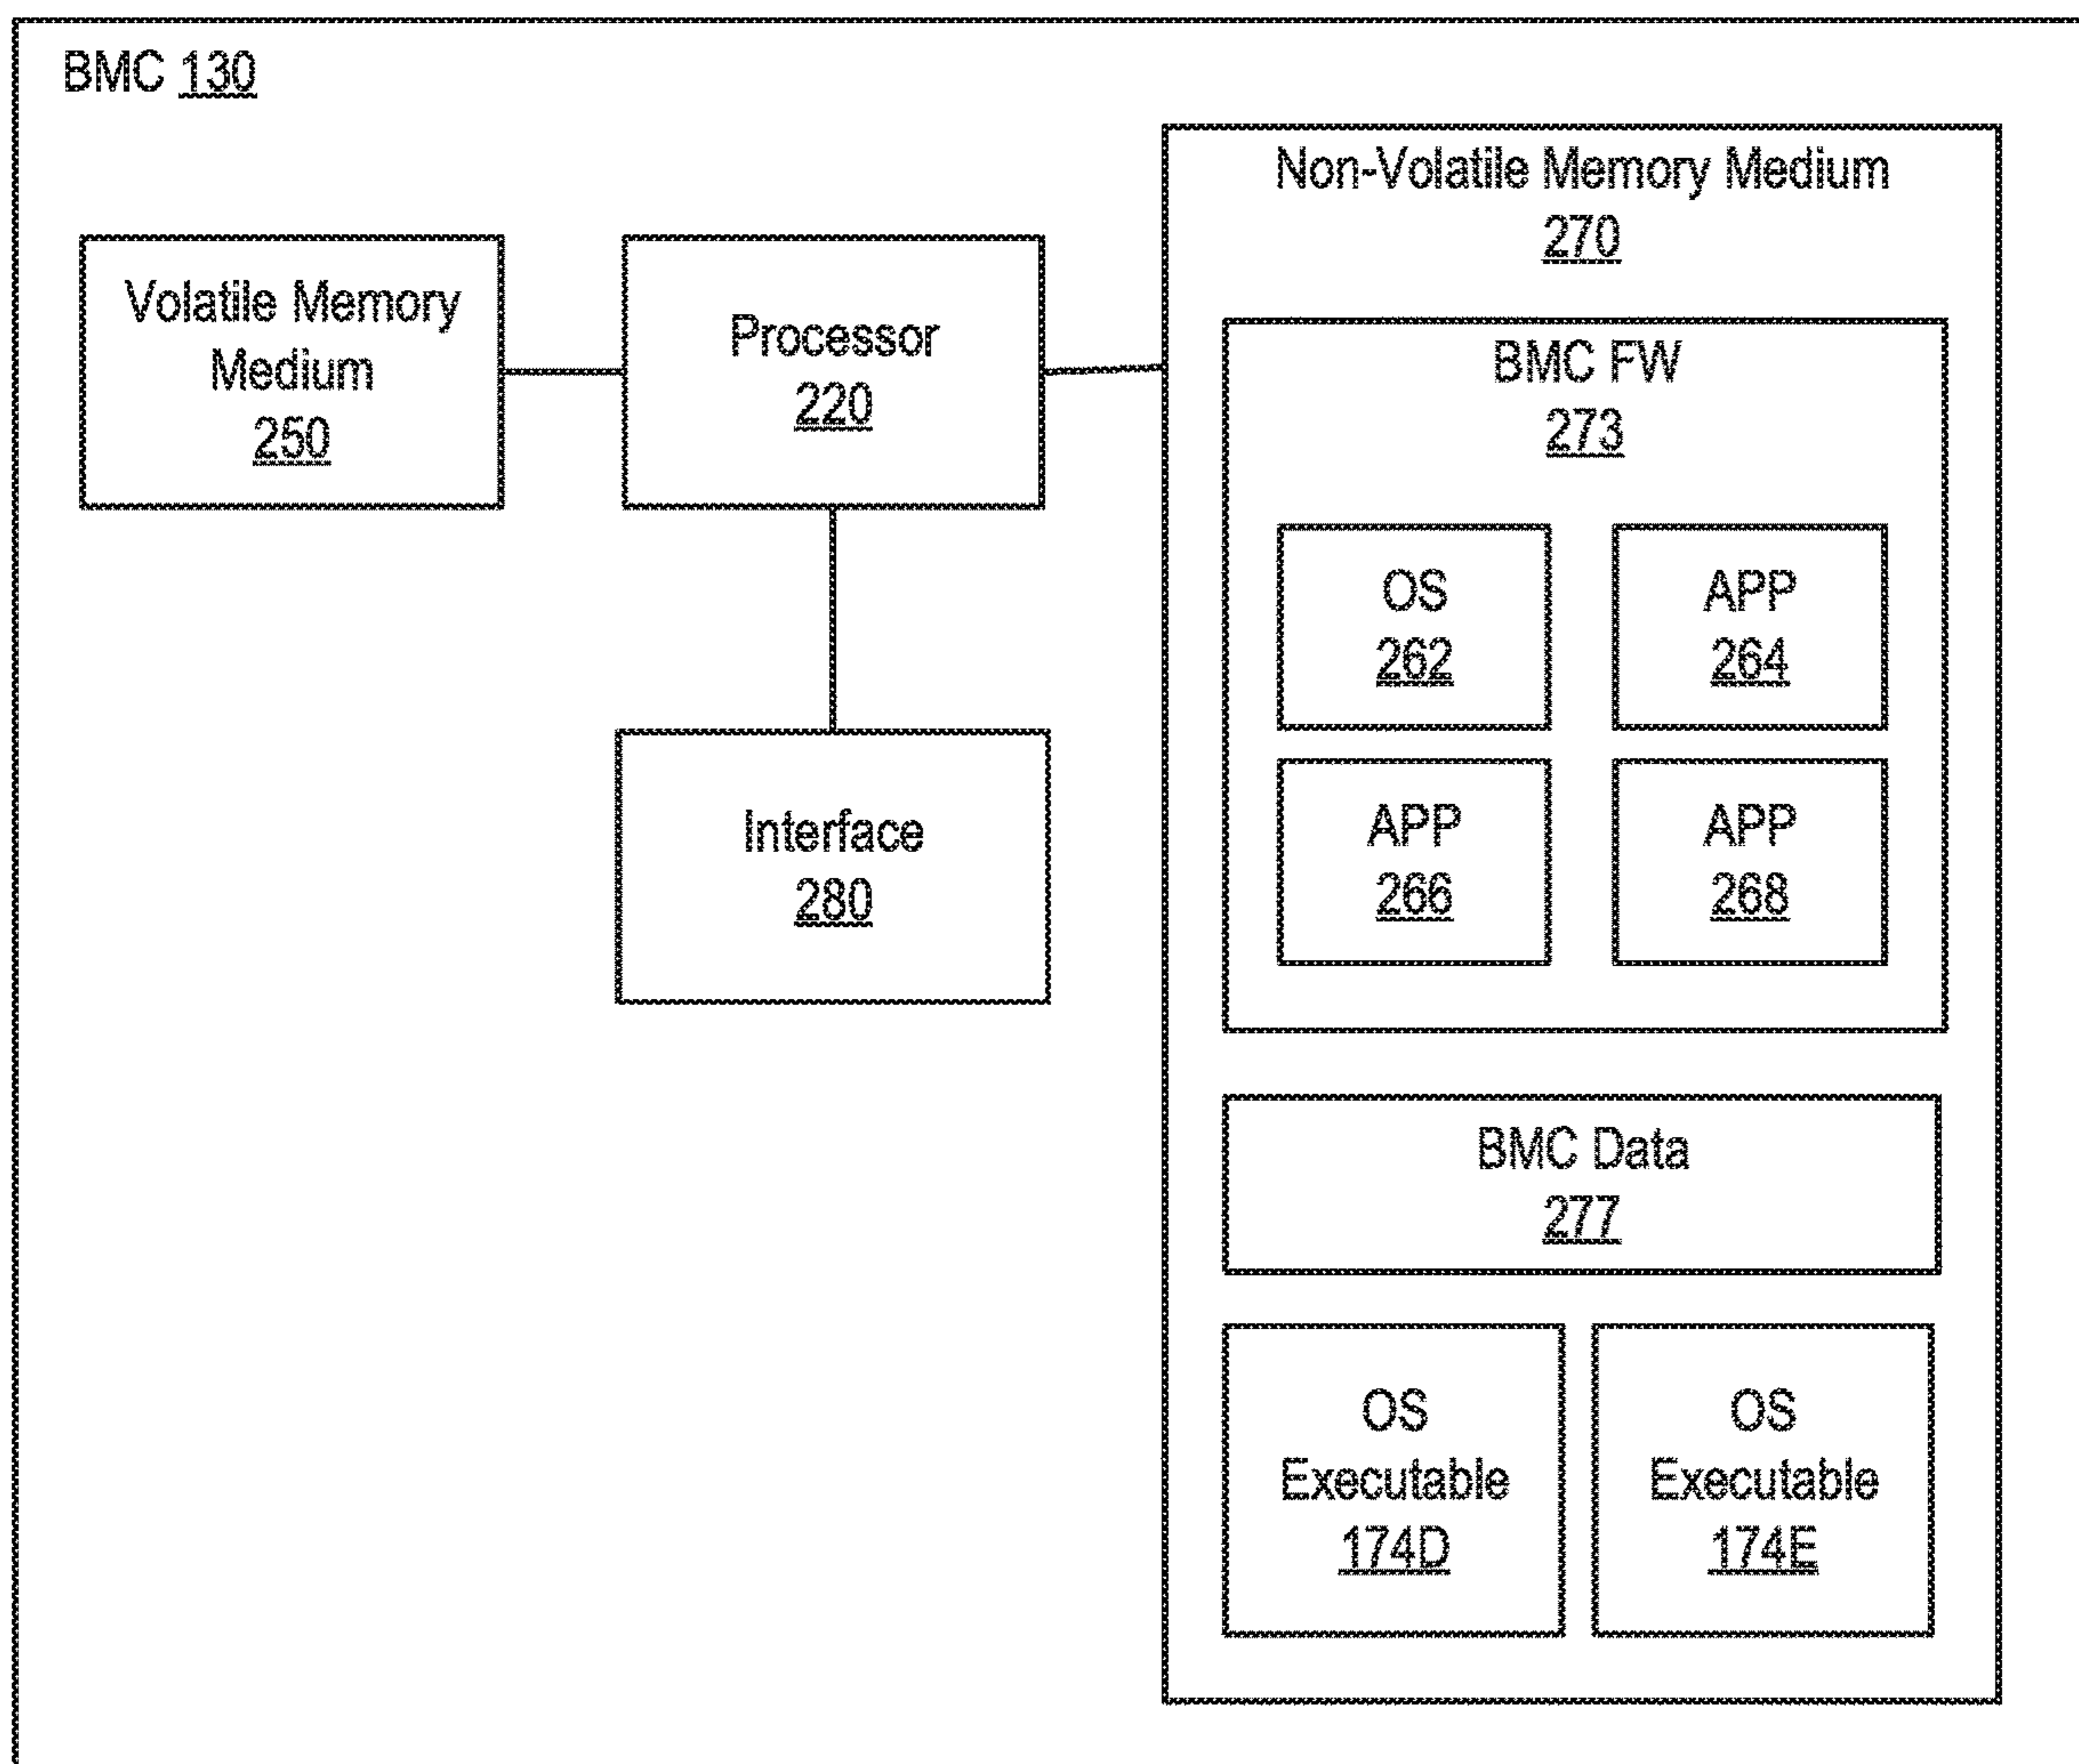 BMC 130
Volatile Memory
Medium
250
Processor
220
Interface
280
Non-Volatile Memory Medium
270
BMC FW
273
OS
262
APP
264
APP
266
APP
268
BMC Data
277
OS
Executable
174D
OS
Executable
174E